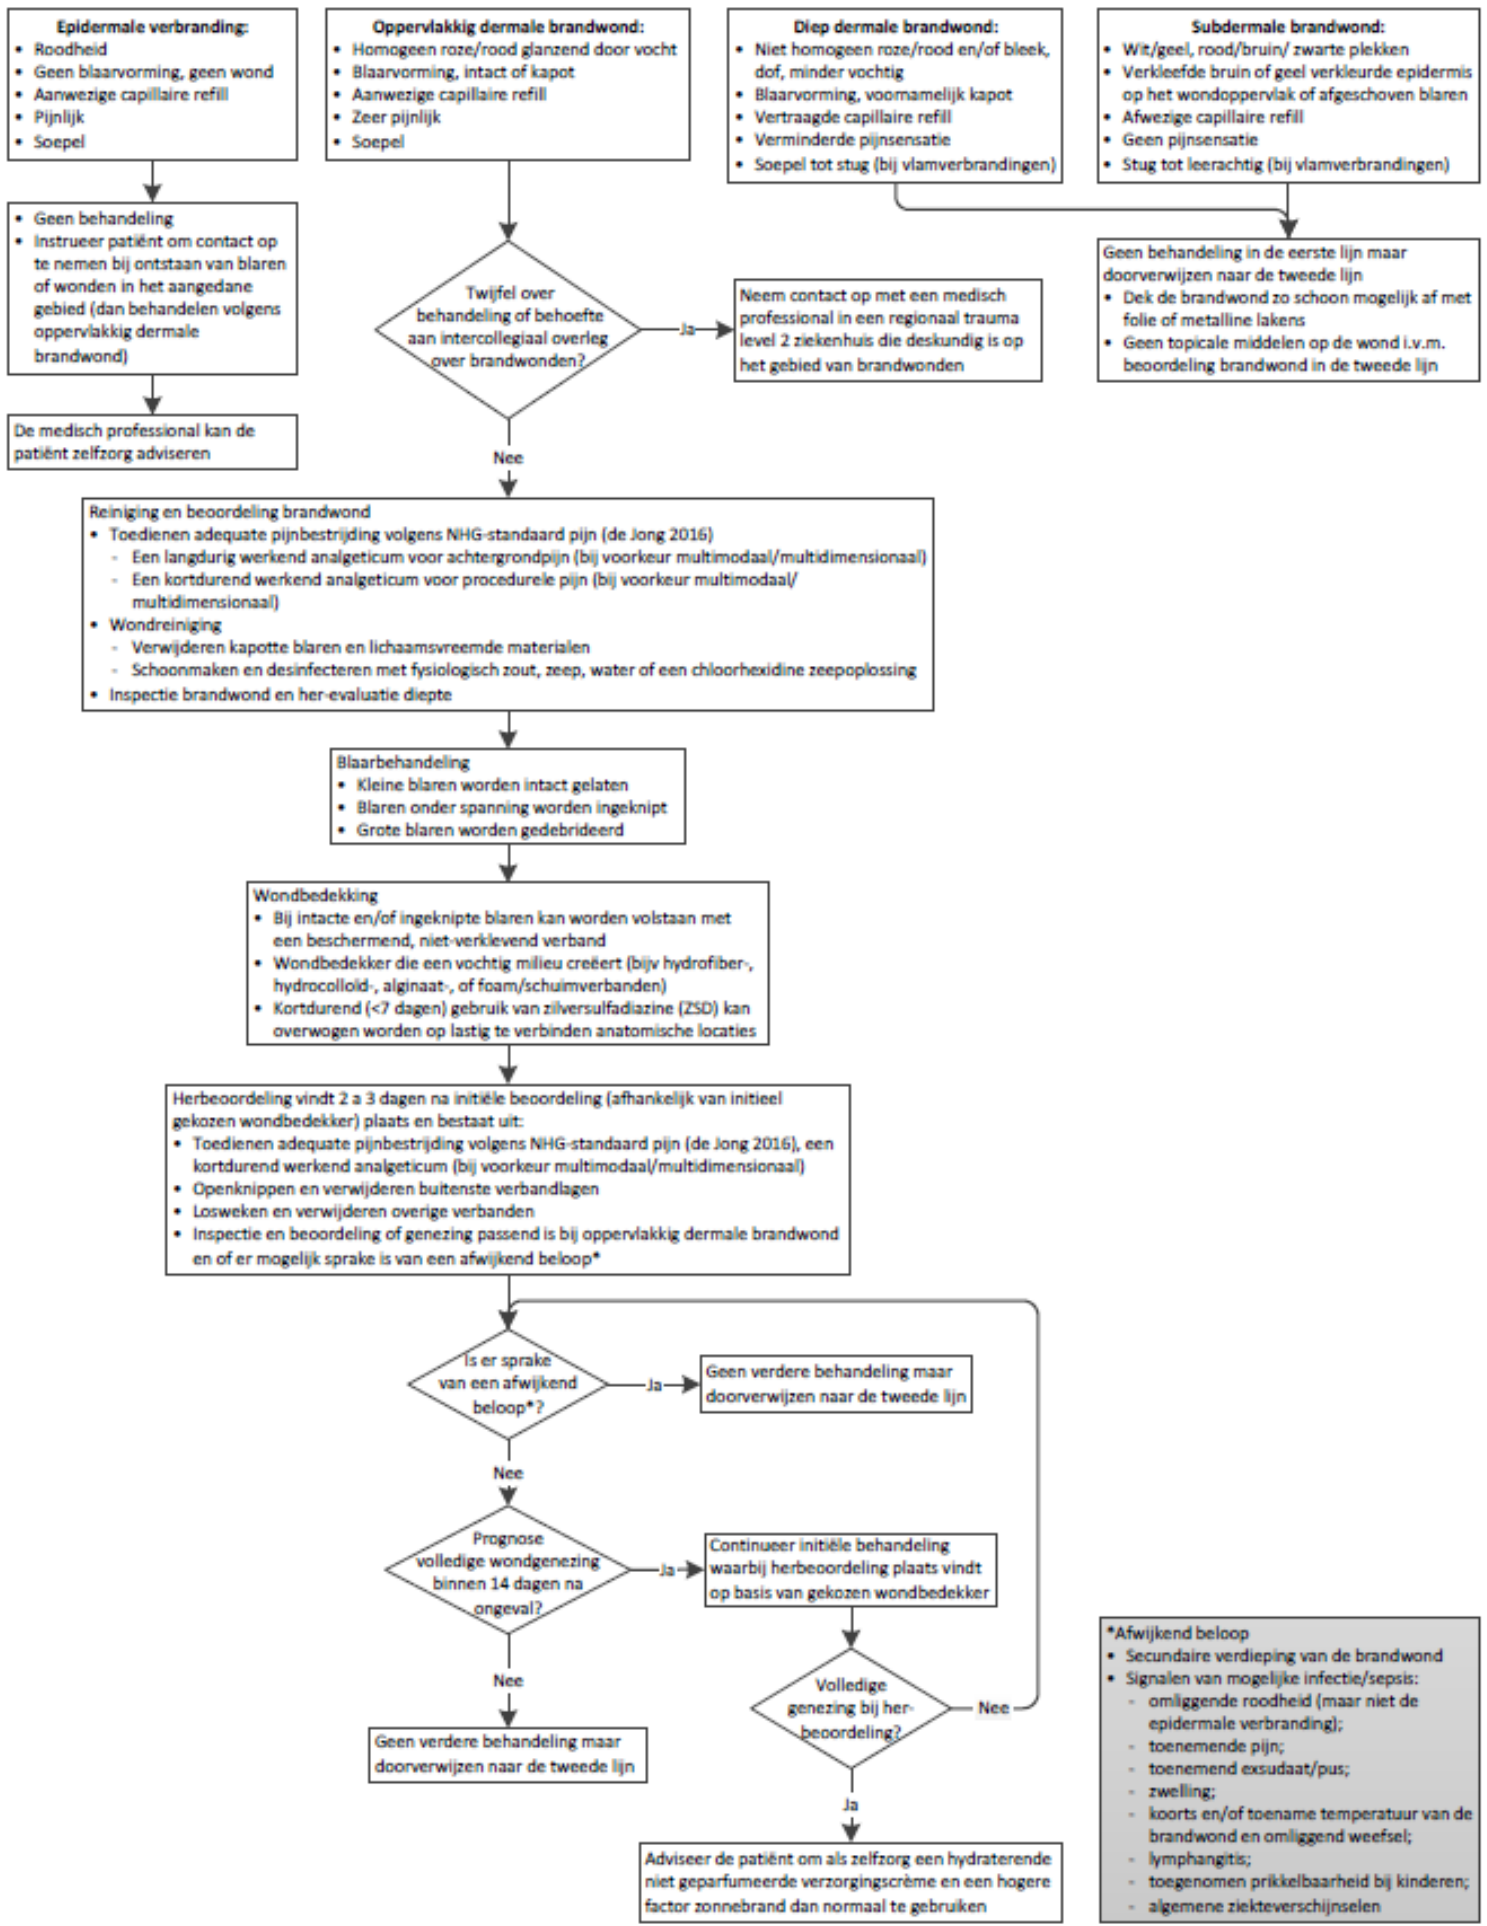 Epidermale verbranding:
• Roodheid
• Geen blaarvorming, geen wond
• Aanwezige capillaire refill
• Pijnlijk
• Soepel
Oppervlakkig dermale brandwond:
• Homogeen roze/rood glanzend door vocht
• Blaarvorming, intact of kapot
• Aanwezige capillaire refill
• Zeer pijnlijk
• Soepel
Diep dermale brandwond:
• Niet homogeen roze/rood en/of bleek,
dof, minder vochtig
• Blaarvorming, voornamelijk kapot
• Vertraagde capillaire refill
• Verminderde pijnsensatie
• Soepel tot stug (bij vlamverbrandingen)
Subdermale brandwond:
• Wit/geel, rood/bruin/ zwarte plekken
• Verkleefde bruin of geel verkleurde epidermis
op het wondoppervlak of afgeschoven blaren
• Afwezige capillaire refill
• Geen pijnsensatie
• Stug tot leerachtig (bij vlamverbrandingen)
• Geen behandeling
• Instrueer patiënt om contact op
te nemen bij ontstaan van blaren
of wonden in het aangedane
gebied (dan behandelen volgens
oppervlakkig dermale
brandwond)
De medisch professional kan de
patiënt zelfzorg adviseren
Twijfel over
behandeling of behoefte
aan intercollegiaal overleg
over brandwonden?
Ja
Neem contact op met een medisch
professional in een regionaal trauma
level 2 ziekenhuis die deskundig is op
het gebied van brandwonden
Geen behandeling in de eerste lijn maar
doorverwijzen naar de tweede lijn
• Dek de brandwond zo schoon mogelijk af met
folie of metalline lakens
• Geen topicale middelen op de wond i.v.m.
beoordeling brandwond in de tweede lijn
Nee
Reiniging en beoordeling brandwond
• Toedienen adequate pijnbestrijding volgens NHG-standaard pijn (de Jong 2016)
- Een langdurig werkend analgeticum voor achtergrondpijn (bij voorkeur multimodaal/multidimensionaal)
- Een kortdurend werkend analgeticum voor procedurele pijn (bij voorkeur multimodaal/
multidimensionaal)
• Wondreiniging
- Verwijderen kapotte blaren en lichaamsvreemde materialen
- Schoonmaken en desinfecteren met fysiologisch zout, zeep, water of een chloorhexidine zeepoplossing
• Inspectie brandwond en her-evaluatie diepte
Blaarbehandeling
• Kleine blaren worden intact gelaten
• Blaren onder spanning worden ingeknipt
• Grote blaren worden gedebrideerd
Wondbedekking
• Bij intacte en/of ingeknipte blaren kan worden volstaan met
een beschermend, niet-verklevend verband
• Wondbedekker die een vochtig milieu creëert (bijv hydrofiber-,
hydrocolloïd-, alginaat-, of foam/schuimverbanden)
• Kortdurend (<7 dagen) gebruik van zilversulfadiazine (ZSD) kan
overwogen worden op lastig te verbinden anatomische locaties
Herbeoordeling vindt 2 a 3 dagen na initiële beoordeling (afhankelijk van initieel
gekozen wondbedekker) plaats en bestaat uit:
• Toedienen adequate pijnbestrijding volgens NHG-standaard pijn (de Jong 2016), een
kortdurend werkend analgeticum (bij voorkeur multimodaal/multidimensionaal)
• Openknippen en verwijderen buitenste verbandlagen
• Losweken en verwijderen overige verbanden
• Inspectie en beoordeling of genezing passend is bij oppervlakkig dermale brandwond
en of er mogelijk sprake is van een afwijkend beloop*
Is er sprake
van een afwijkend
beloop*?
Ja
Geen verdere behandeling maar
doorverwijzen naar de tweede lijn
Nee
Prognose
volledige wondgenezing
binnen 14 dagen na
ongeval?
Ja
Continueer initiële behandeling
waarbij herbeoordeling plaats vindt
op basis van gekozen wondbedekker
Nee
Geen verdere behandeling maar
doorverwijzen naar de tweede lijn
Volledige
genezing bij her-
beoordeling?
Nee
Ja
Adviseer de patiënt om als zelfzorg een hydraterende
niet geparfumeerde verzorgingscrème en een hogere
factor zonnebrand dan normaal te gebruiken
*Afwijkend beloop
• Secundaire verdieping van de brandwond
• Signalen van mogelijke infectie/sepsis:
- omliggende roodheid (maar niet de
epidermale verbranding);
- toenemende pijn;
- toenemend exsudaat/pus;
- zwelling;
- koorts en/of toename temperatuur van de
brandwond en omliggend weefsel;
- lymphangitis;
- toegenomen prikkelbaarheid bij kinderen;
- algemene ziekteverschijnselen